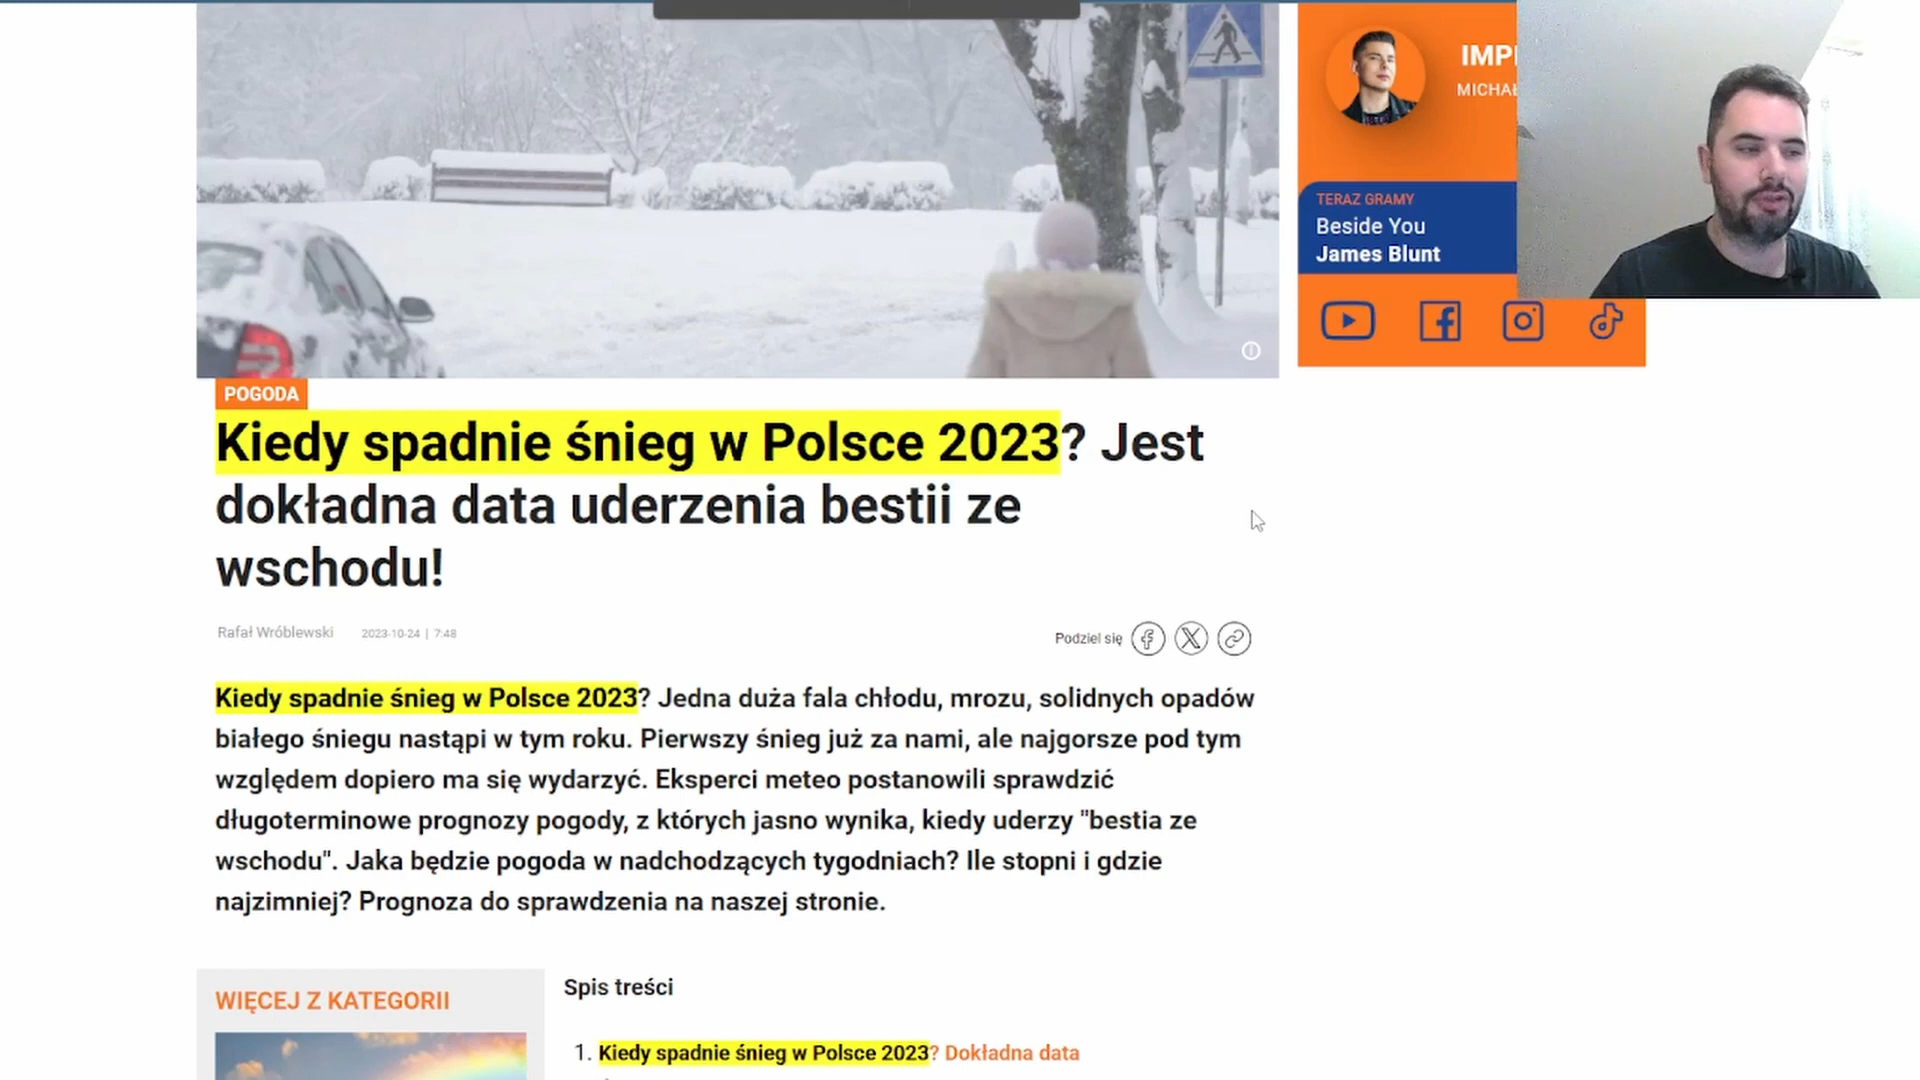 IMP
MICHAŁ
TERAZ GRAMY
Beside You
James Blunt
POGODA
Kiedy spadnie śnieg w Polsce 2023? Jest
dokładna data uderzenia bestii ze
wschodu!
Rafał Wróblewski 2023-10-24 | 7:48
Podziel się
Kiedy spadnie śnieg w Polsce 2023? Jedna duża fala chłodu, mrozu, solidnych opadów
białego śniegu nastąpi w tym roku. Pierwszy śnieg już za nami, ale najgorsze pod tym
względem dopiero ma się wydarzyć. Eksperci meteo postanowili sprawdzić
długoterminowe prognozy pogody, z których jasno wynika, kiedy uderzy "bestia ze
wschodu". Jaka będzie pogoda w nadchodzących tygodniach? Ile stopni i gdzie
najzimniej? Prognoza do sprawdzenia na naszej stronie.
WIĘCEJ Z KATEGORII
Spis treści
1. Kiedy spadnie śnieg w Polsce 2023? Dokładna data